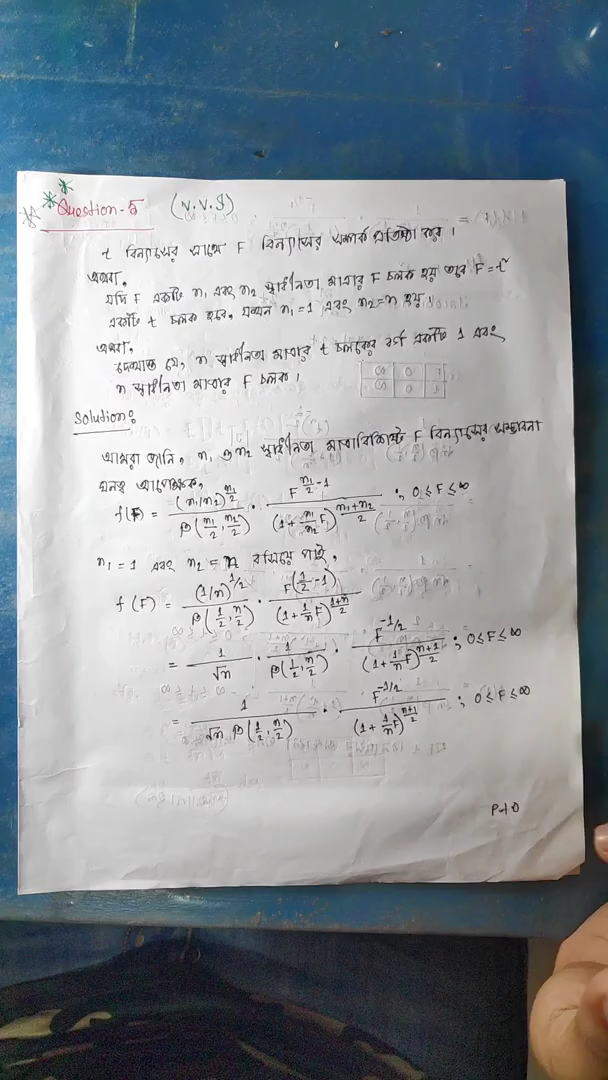 Question-5 (V.V.I)
t বিন্যাসের সাথে F বিন্যাসের সম্পর্ক প্রতিষ্ঠা কর।
অথবা,
যদি F একটি n₁ এবং n₂ স্বাধীনতা মাত্রার F চলক হয় তবে F = t²
একটি t চলক হবে, যখন n₁ = 1 এবং n₂ = n হয়।
অথবা,
দেখাও যে, n স্বাধীনতা মাত্রার t চলকের বর্গ একটি 1 এবং
n স্বাধীনতা মাত্রার F চলক।
Solution:
আমরা জানি, n₁ ও n₂ স্বাধীনতা মাত্রাবিশিষ্ট F বিন্যাসের সম্ভাবনা
ঘনত্ব অপেক্ষক,
f(F) = (n₁/n₂)^(n₁/2) / β(n₁/2, n₂/2) · F^(n₁/2 - 1) / (1 + n₁/n₂ F)^((n₁+n₂)/2) ; 0 ≤ F ≤ ∞
n₁ = 1 এবং n₂ = n বসিয়ে পাই,
f(F) = (1/n)^(1/2) / β(1/2, n/2) · F^(1/2 - 1) / (1 + 1/n F)^((1+n)/2)
= 1/√n · 1/β(1/2, n/2) · F^(-1/2) / (1 + 1/n F)^((n+1)/2) ; 0 ≤ F ≤ ∞
= 1 / (√n β(1/2, n/2)) · F^(-1/2) / (1 + 1/n F)^((n+1)/2) ; 0 ≤ F ≤ ∞